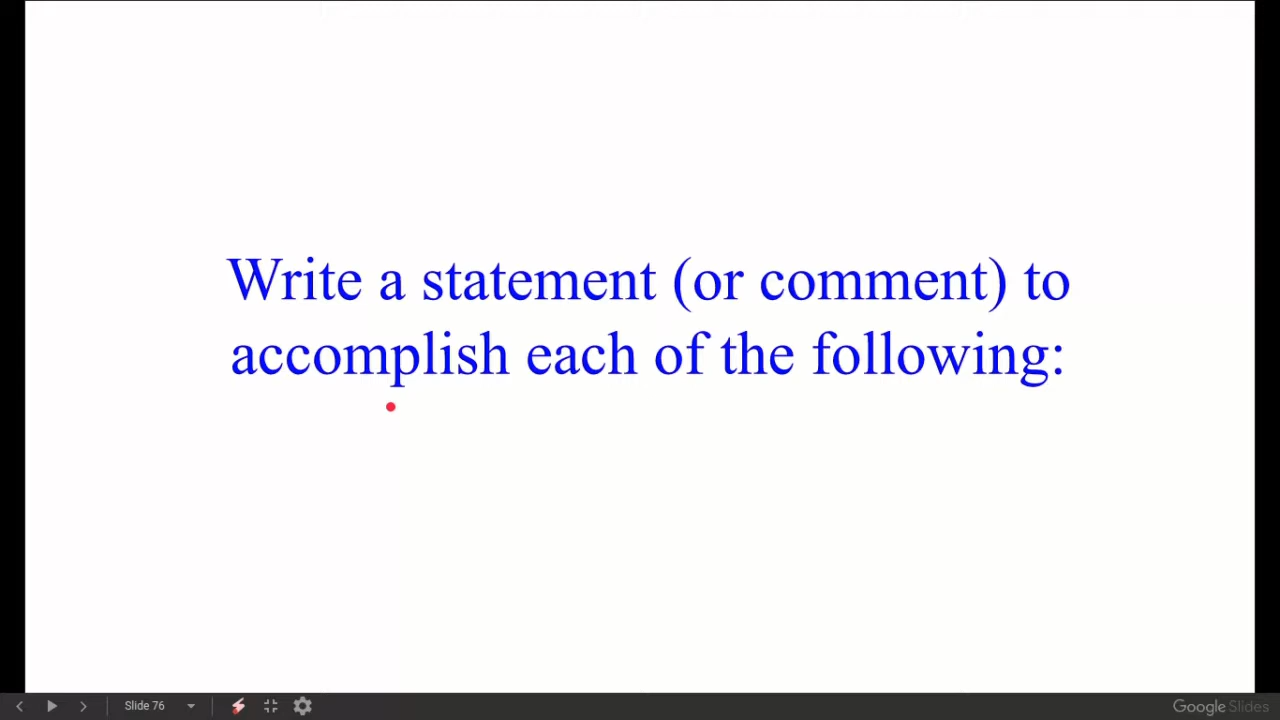 Write a statement (or comment) to
accomplish each of the following:
Slide 76
Google Slides